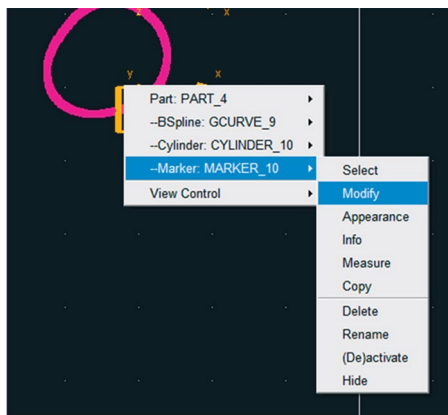 z
x
y
x
Part: PART_4
--BSpline: GCURVE_9
--Cylinder: CYLINDER_10
--Marker: MARKER_10
View Control
Select
Modify
Appearance
Info
Measure
Copy
Delete
Rename
(De)activate
Hide